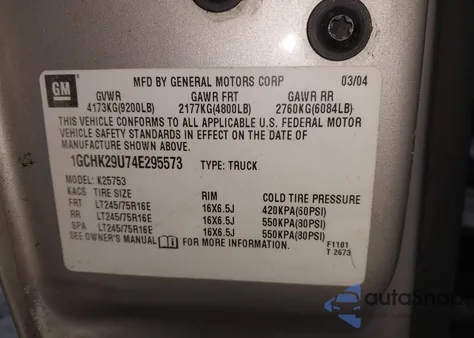 GM
MFD BY GENERAL MOTORS CORP 03/04
GVWR GAWR FRT GAWR RR
4173KG(9200LB) 2177KG(4800LB) 2760KG(6084LB)
THIS VEHICLE CONFORMS TO ALL APPLICABLE U.S. FEDERAL MOTOR
VEHICLE SAFETY STANDARDS IN EFFECT ON THE DATE OF
MANUFACTURE SHOWN ABOVE.
1GCHK29U74E295573 TYPE: TRUCK
MODEL: K25753
KACS TIRE SIZE RIM COLD TIRE PRESSURE
FRT LT245/75R16E 16X6.5J 420KPA(60PSI)
RR LT245/75R16E 16X6.5J 550KPA(80PSI)
SPA LT245/75R16E 16X6.5J 550KPA(80PSI)
SEE OWNER'S MANUAL FOR MORE INFORMATION.
F1101
T 2673
autoSnap